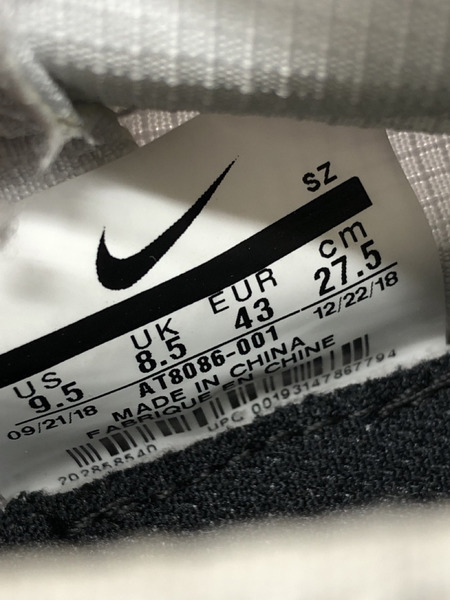 SZ
US UK EUR cm
9.5 8.5 43 27.5
09/21/18 AT8086-001 12/22/18
MADE IN CHINA
FABRIQUE EN CHINE
UPC 00193147867794
202858540